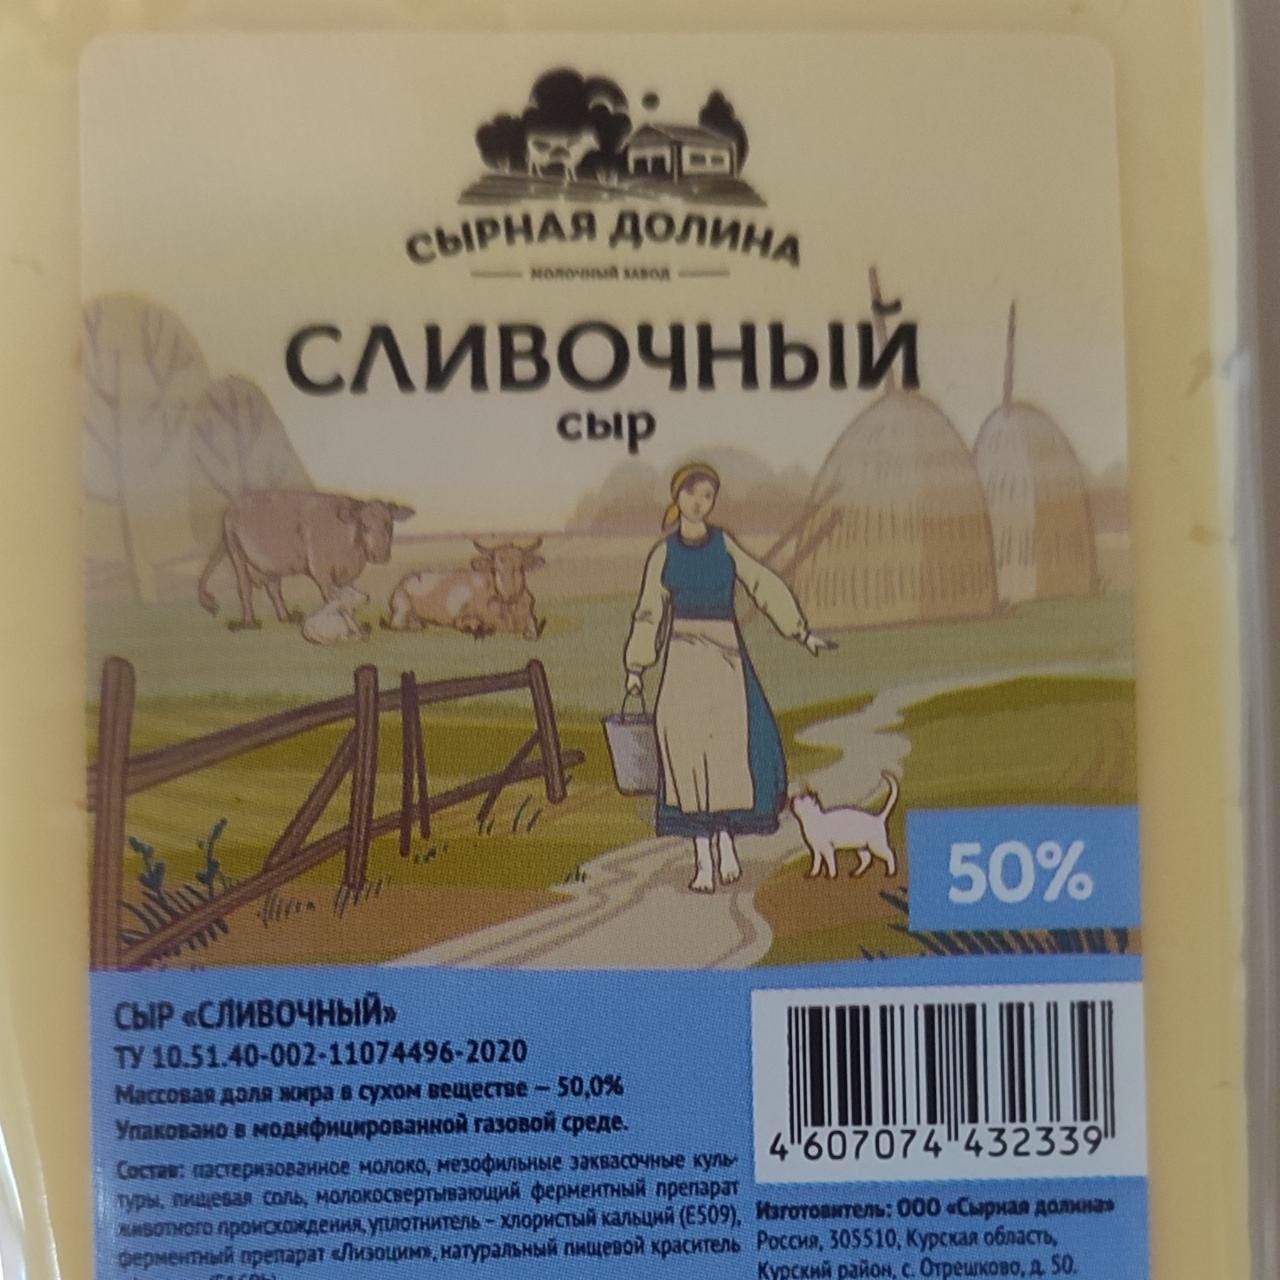 СЫРНАЯ ДОЛИНА
МОЛОЧНЫЙ ЗАВОД
СЛИВОЧНЫЙ
сыр
50%
СЫР «СЛИВОЧНЫЙ»
ТУ 10.51.40-002-11074496-2020
Массовая доля жира в сухом веществе – 50,0%
Упаковано в модифицированной газовой среде.
Состав: пастеризованное молоко, мезофильные заквасочные куль-
туры, пищевая соль, молокосвертывающий ферментный препарат
животного происхождения, уплотнитель – хлористый кальций (Е509),
ферментный препарат «Лизоцим», натуральный пищевой краситель
4 607074 432339
Изготовитель: ООО «Сырная долина»
Россия, 305510, Курская область,
Курский район, с. Отрешково, д. 50.